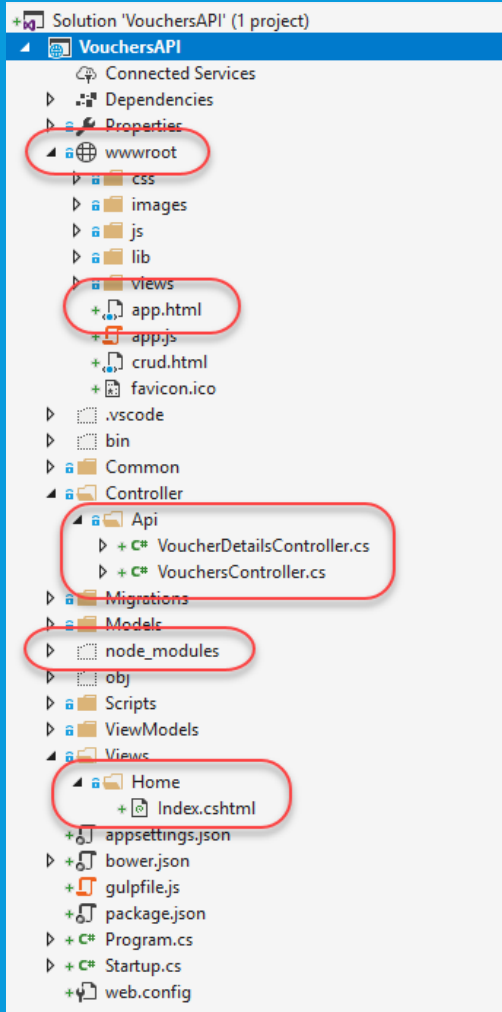 Solution 'VouchersAPI' (1 project)
VouchersAPI
Connected Services
Dependencies
Properties
wwwroot
css
images
js
lib
views
app.html
app.js
crud.html
favicon.ico
.vscode
bin
Common
Controller
Api
C# VoucherDetailsController.cs
C# VouchersController.cs
Migrations
Models
node_modules
obj
Scripts
ViewModels
Views
Home
Index.cshtml
appsettings.json
bower.json
gulpfile.js
package.json
C# Program.cs
C# Startup.cs
web.config